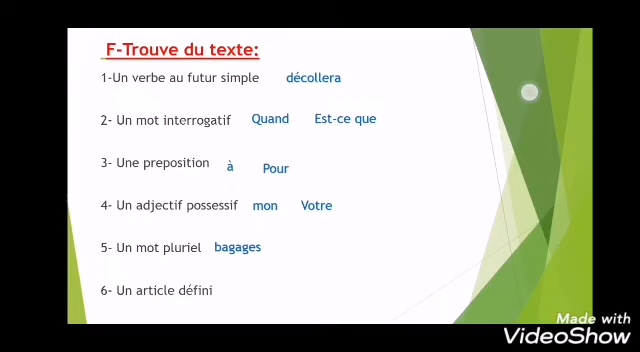 F-Trouve du texte:
1-Un verbe au futur simple décollera
2- Un mot interrogatif Quand Est-ce que
3- Une preposition à Pour
4- Un adjectif possessif mon Votre
5- Un mot pluriel bagages
6- Un article défini
Made with
VideoShow